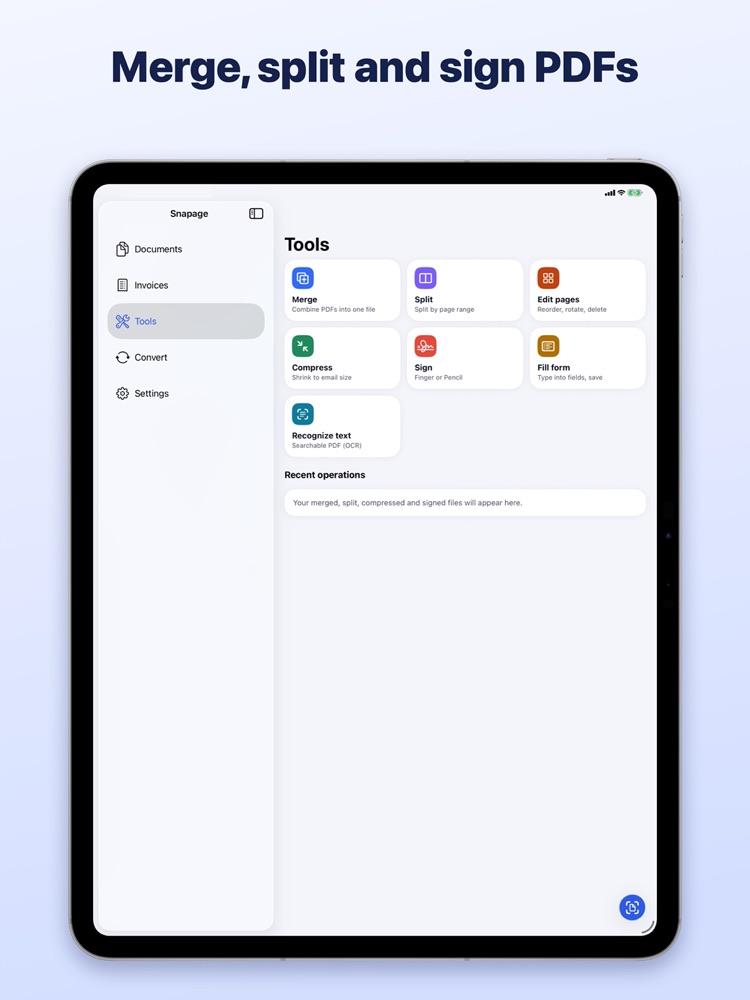 Merge, split and sign PDFs
Snapage
Documents
Invoices
Tools
Convert
Settings
Tools
Merge
Combine PDFs into one file
Split
Split by page range
Edit pages
Reorder, rotate, delete
Compress
Shrink to email size
Sign
Finger or Pencil
Fill form
Type into fields, save
Recognize text
Searchable PDF (OCR)
Recent operations
Your merged, split, compressed and signed files will appear here.